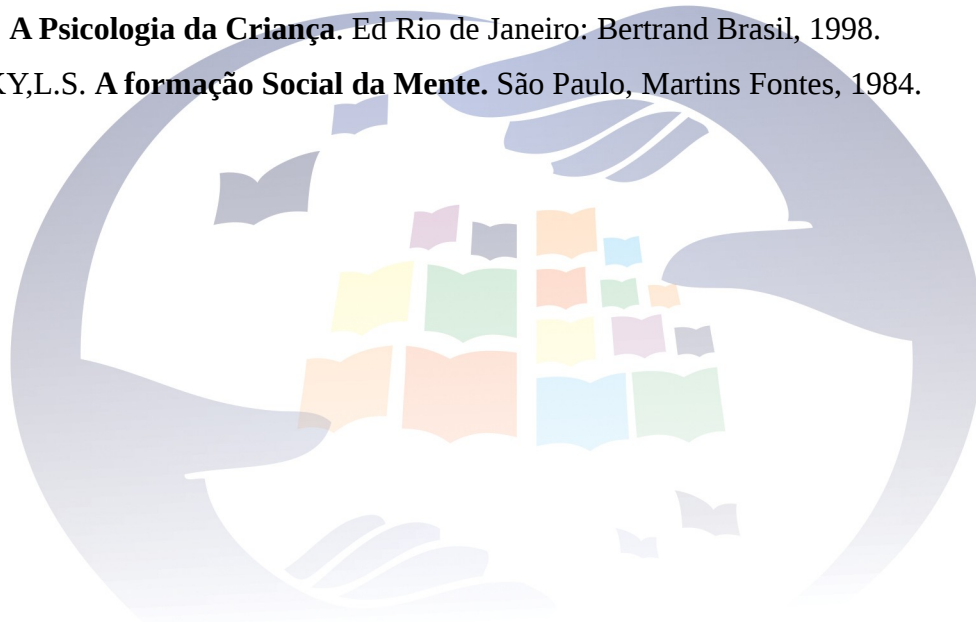 A Psicologia da Criança. Ed Rio de Janeiro: Bertrand Brasil, 1998.
KY,L.S. A formação Social da Mente. São Paulo, Martins Fontes, 1984.